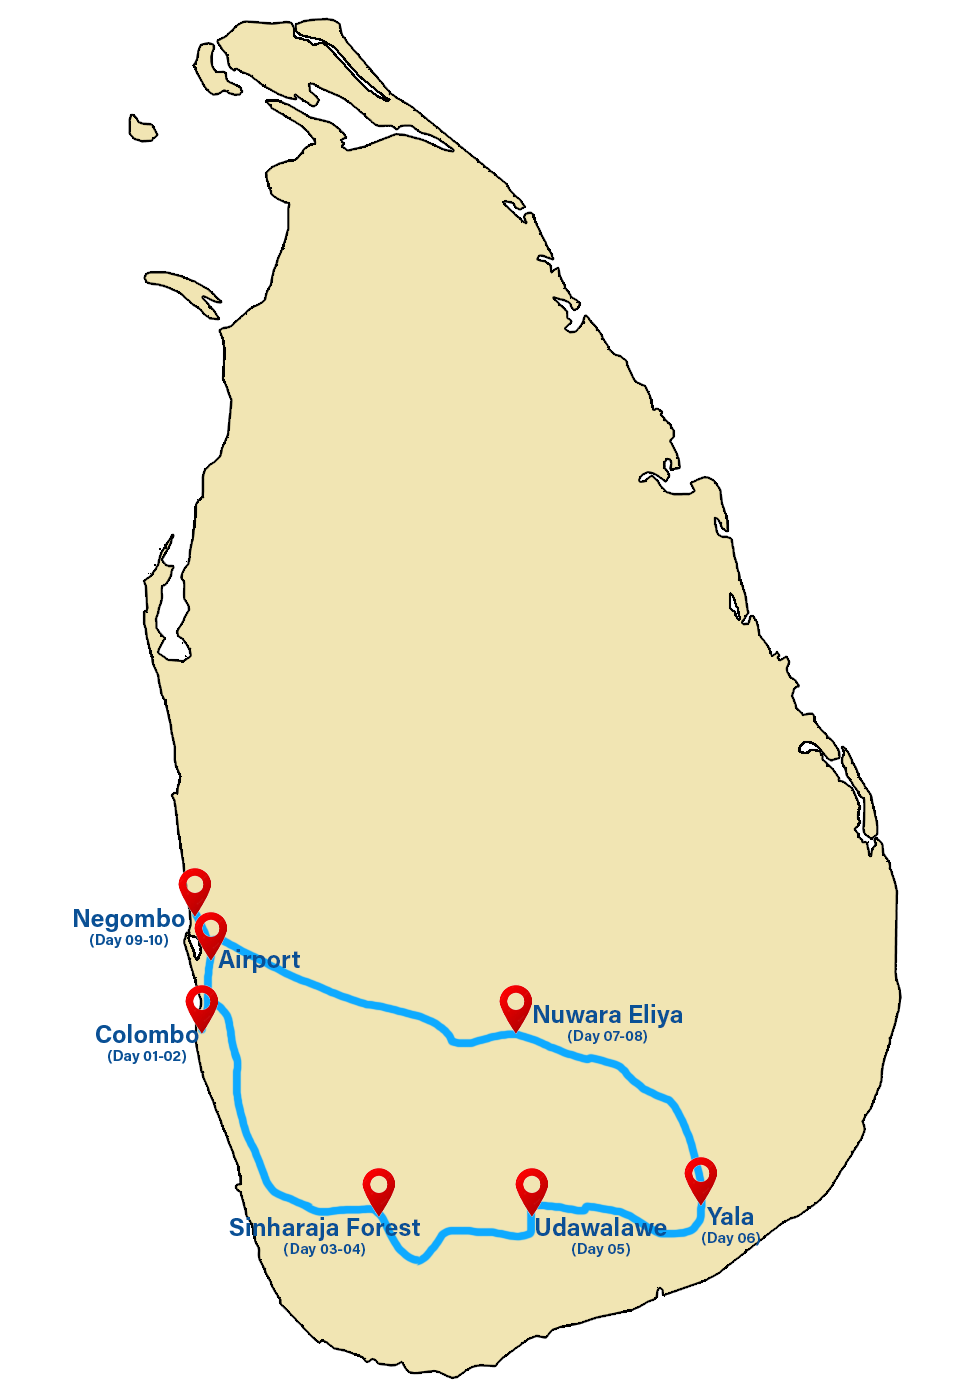 Negombo
(Day 09-10)
Airport
Colombo
(Day 01-02)
Nuwara Eliya
(Day 07-08)
Sinharaja Forest
(Day 03-04)
Udawalawe
(Day 05)
Yala
(Day 06)